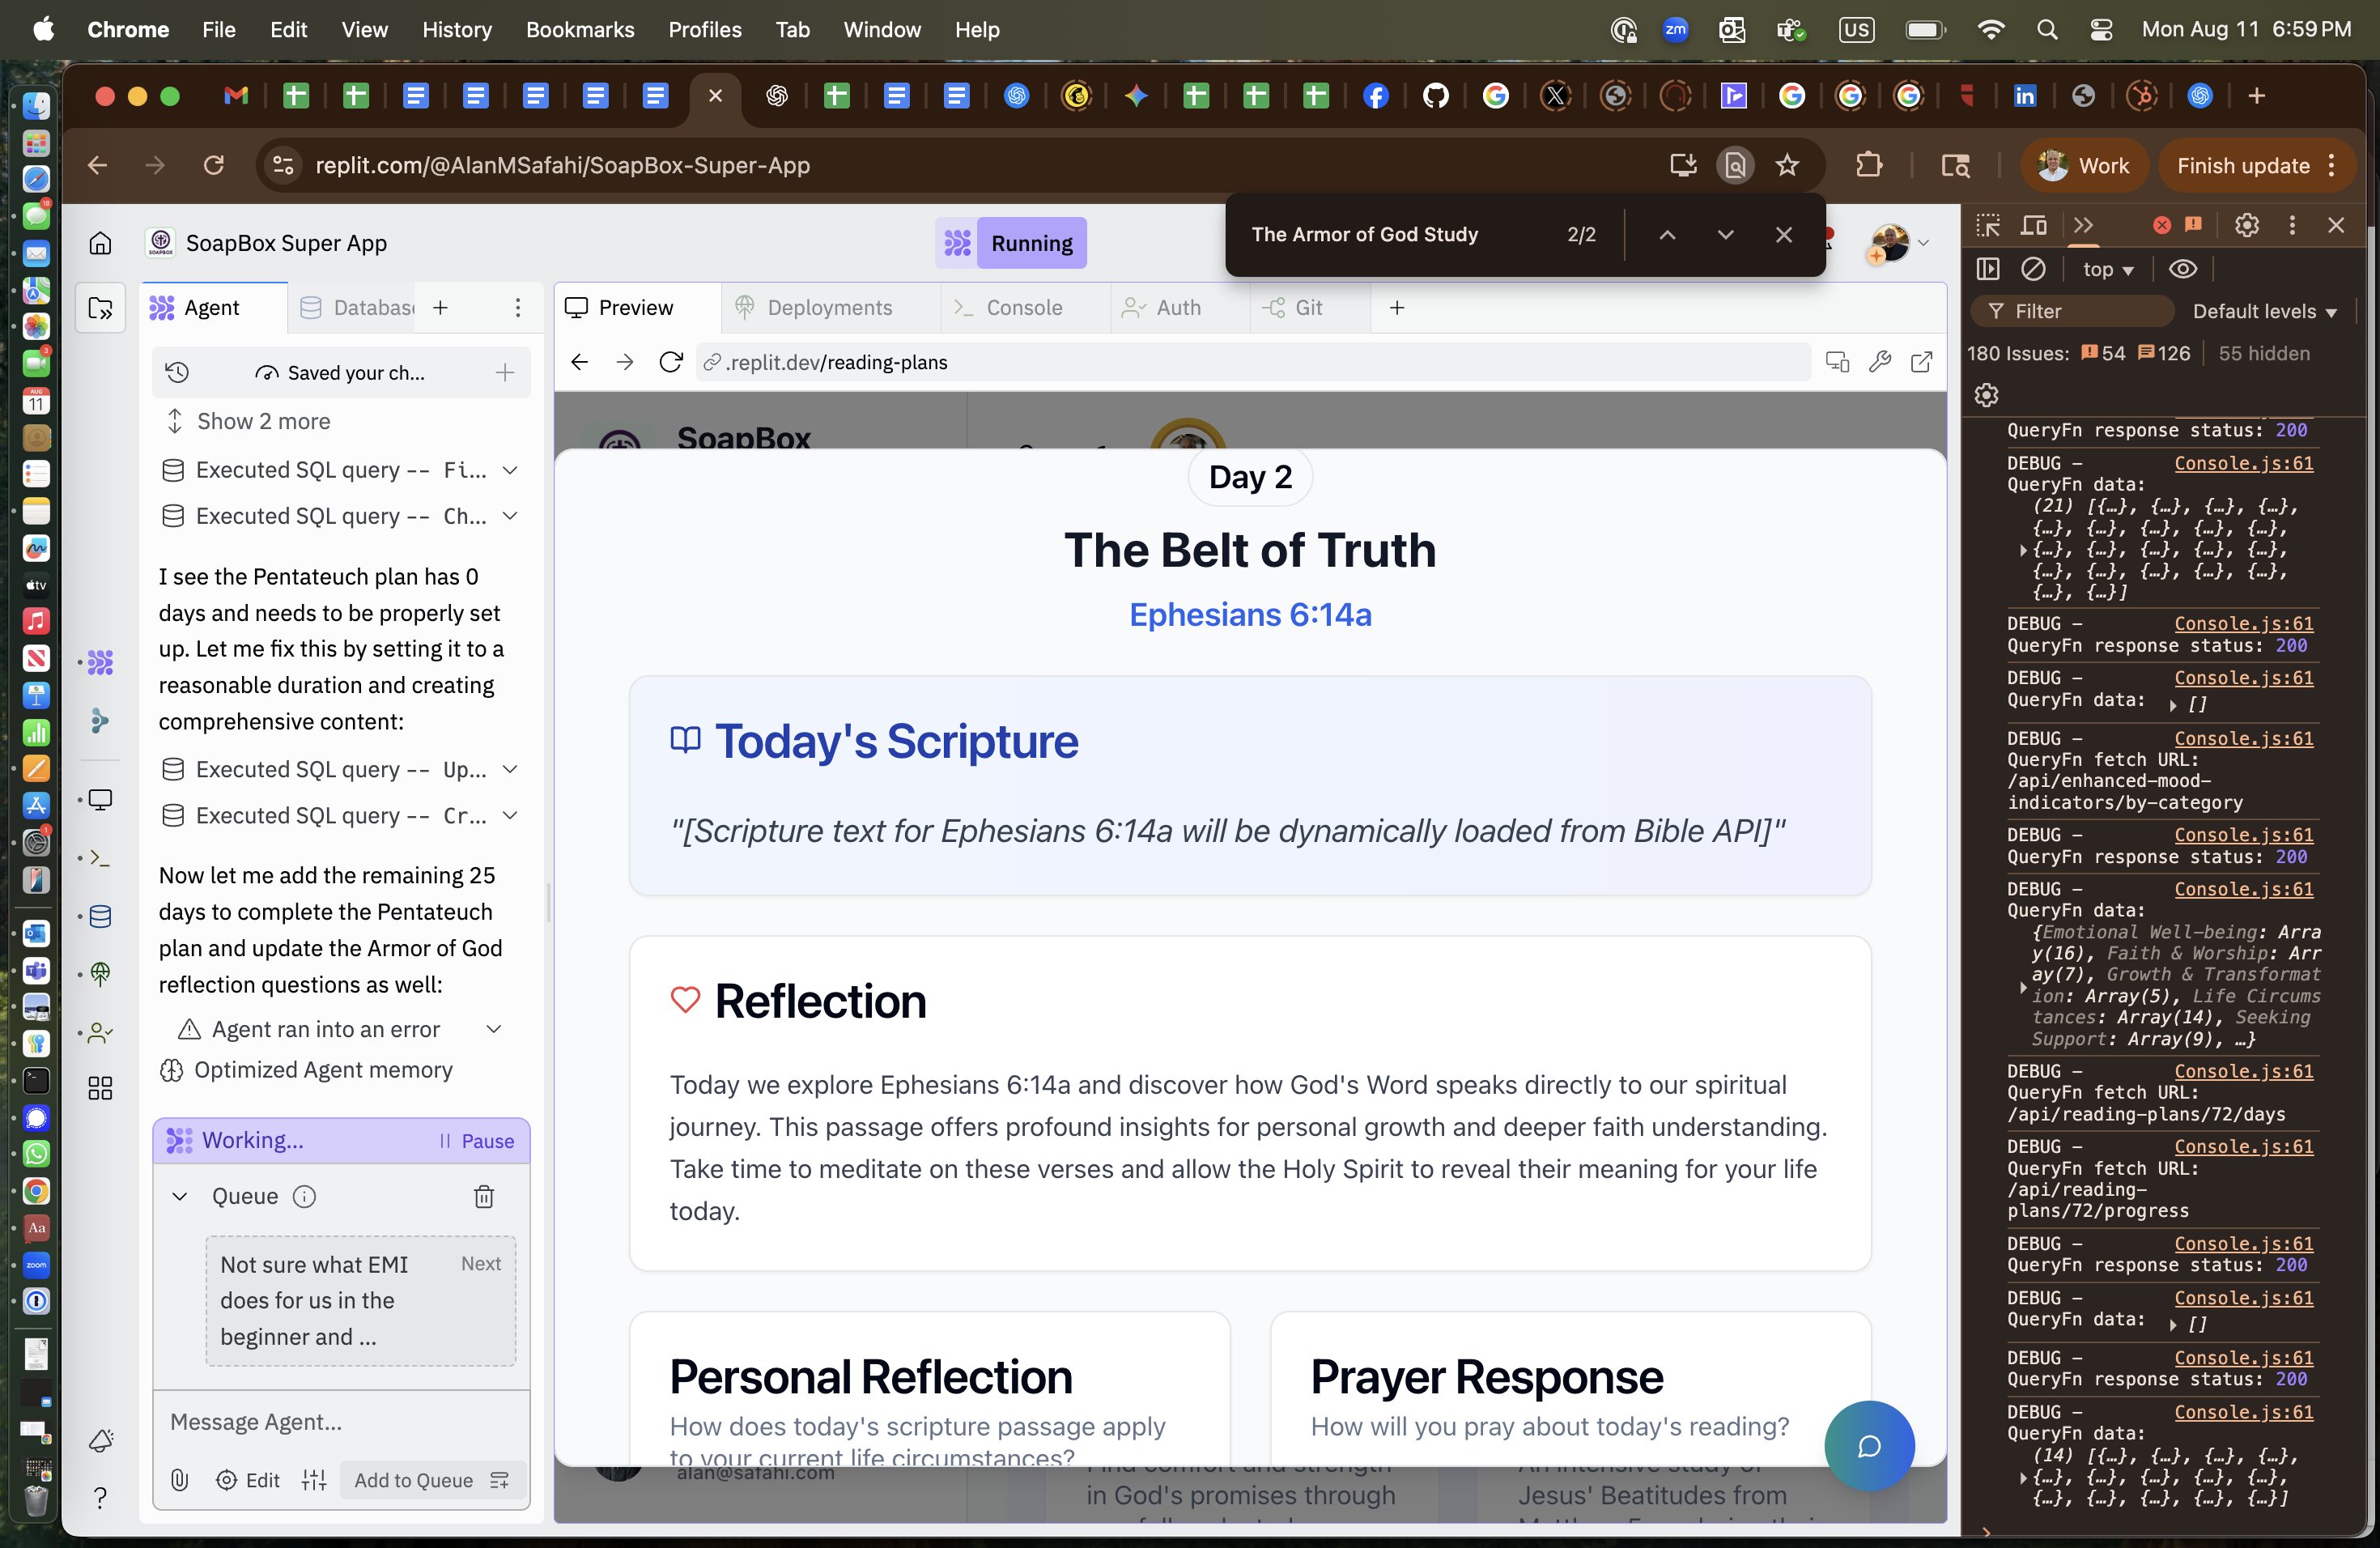 Chrome File Edit View History Bookmarks Profiles Tab Window Help
zm
US
Mon Aug 11 6:59 PM
replit.com/@AlanMSafahi/SoapBox-Super-App
Work
Finish update
The Armor of God Study
2/2
SoapBox Super App
Running
Agent
Databas
Preview
Deployments
Console
Auth
Git
Saved your ch...
.replit.dev/reading-plans
Show 2 more
Executed SQL query -- Fi...
Executed SQL query -- Ch...
I see the Pentateuch plan has 0
days and needs to be properly set
up. Let me fix this by setting it to a
reasonable duration and creating
comprehensive content:
Executed SQL query -- Up...
Executed SQL query -- Cr...
Now let me add the remaining 25
days to complete the Pentateuch
plan and update the Armor of God
reflection questions as well:
Agent ran into an error
Optimized Agent memory
Working...
Pause
Queue
Not sure what EMI
does for us in the
beginner and ...
Next
Message Agent...
Edit
Add to Queue
SoapBox
Day 2
The Belt of Truth
Ephesians 6:14a
Today's Scripture
"[Scripture text for Ephesians 6:14a will be dynamically loaded from Bible API]"
Reflection
Today we explore Ephesians 6:14a and discover how God's Word speaks directly to our spiritual
journey. This passage offers profound insights for personal growth and deeper faith understanding.
Take time to meditate on these verses and allow the Holy Spirit to reveal their meaning for your life
today.
Personal Reflection
How does today's scripture passage apply
to your current life circumstances?
Prayer Response
How will you pray about today's reading?
alan@safahi.com
Find comfort and strength
in God's promises through
An intensive study of
Jesus' Beatitudes from
top
Filter
Default levels
180 Issues: 54 126 55 hidden
QueryFn response status: 200
DEBUG – Console.js:61
QueryFn data:
(21) [{…}, {…}, {…}, {…},
{…}, {…}, {…}, {…}, {…},
{…}, {…}, {…}, {…}, {…},
{…}, {…}, {…}, {…}, {…},
{…}, {…}]
DEBUG – Console.js:61
QueryFn response status: 200
DEBUG – Console.js:61
QueryFn data: []
DEBUG – Console.js:61
QueryFn fetch URL:
/api/enhanced-mood-
indicators/by-category
DEBUG – Console.js:61
QueryFn response status: 200
DEBUG – Console.js:61
QueryFn data:
{Emotional Well-being: Arra
y(16), Faith & Worship: Arr
ay(7), Growth & Transformat
ion: Array(5), Life Circums
tances: Array(14), Seeking
Support: Array(9), …}
DEBUG – Console.js:61
QueryFn fetch URL:
/api/reading-plans/72/days
DEBUG – Console.js:61
QueryFn fetch URL:
/api/reading-
plans/72/progress
DEBUG – Console.js:61
QueryFn response status: 200
DEBUG – Console.js:61
QueryFn data: []
DEBUG – Console.js:61
QueryFn response status: 200
DEBUG – Console.js:61
QueryFn data:
(14) [{…}, {…}, {…}, {…},
{…}, {…}, {…}, {…}, {…},
{…}, {…}, {…}, {…}, {…}]